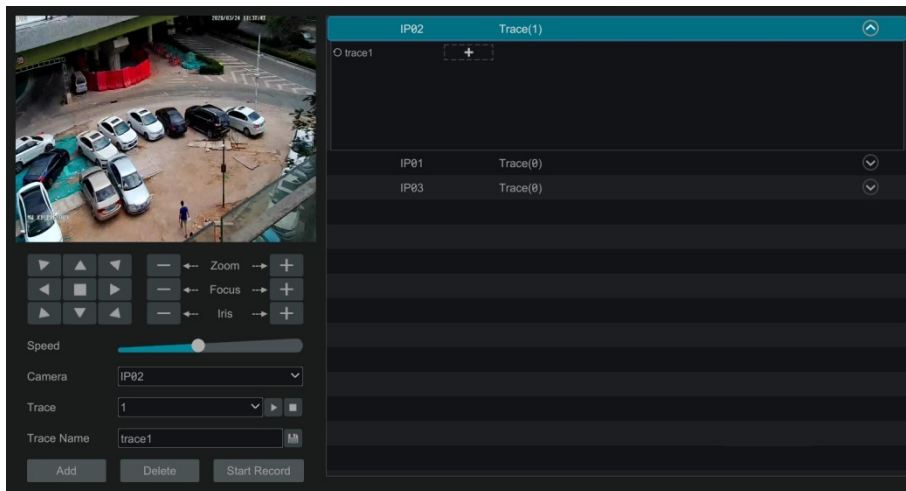 IP02 Trace(1)
trace1
IP01 Trace(0)
IP03 Trace(0)
Zoom
Focus
Iris
Speed
Camera IP02
Trace 1
Trace Name trace1
Add Delete Start Record